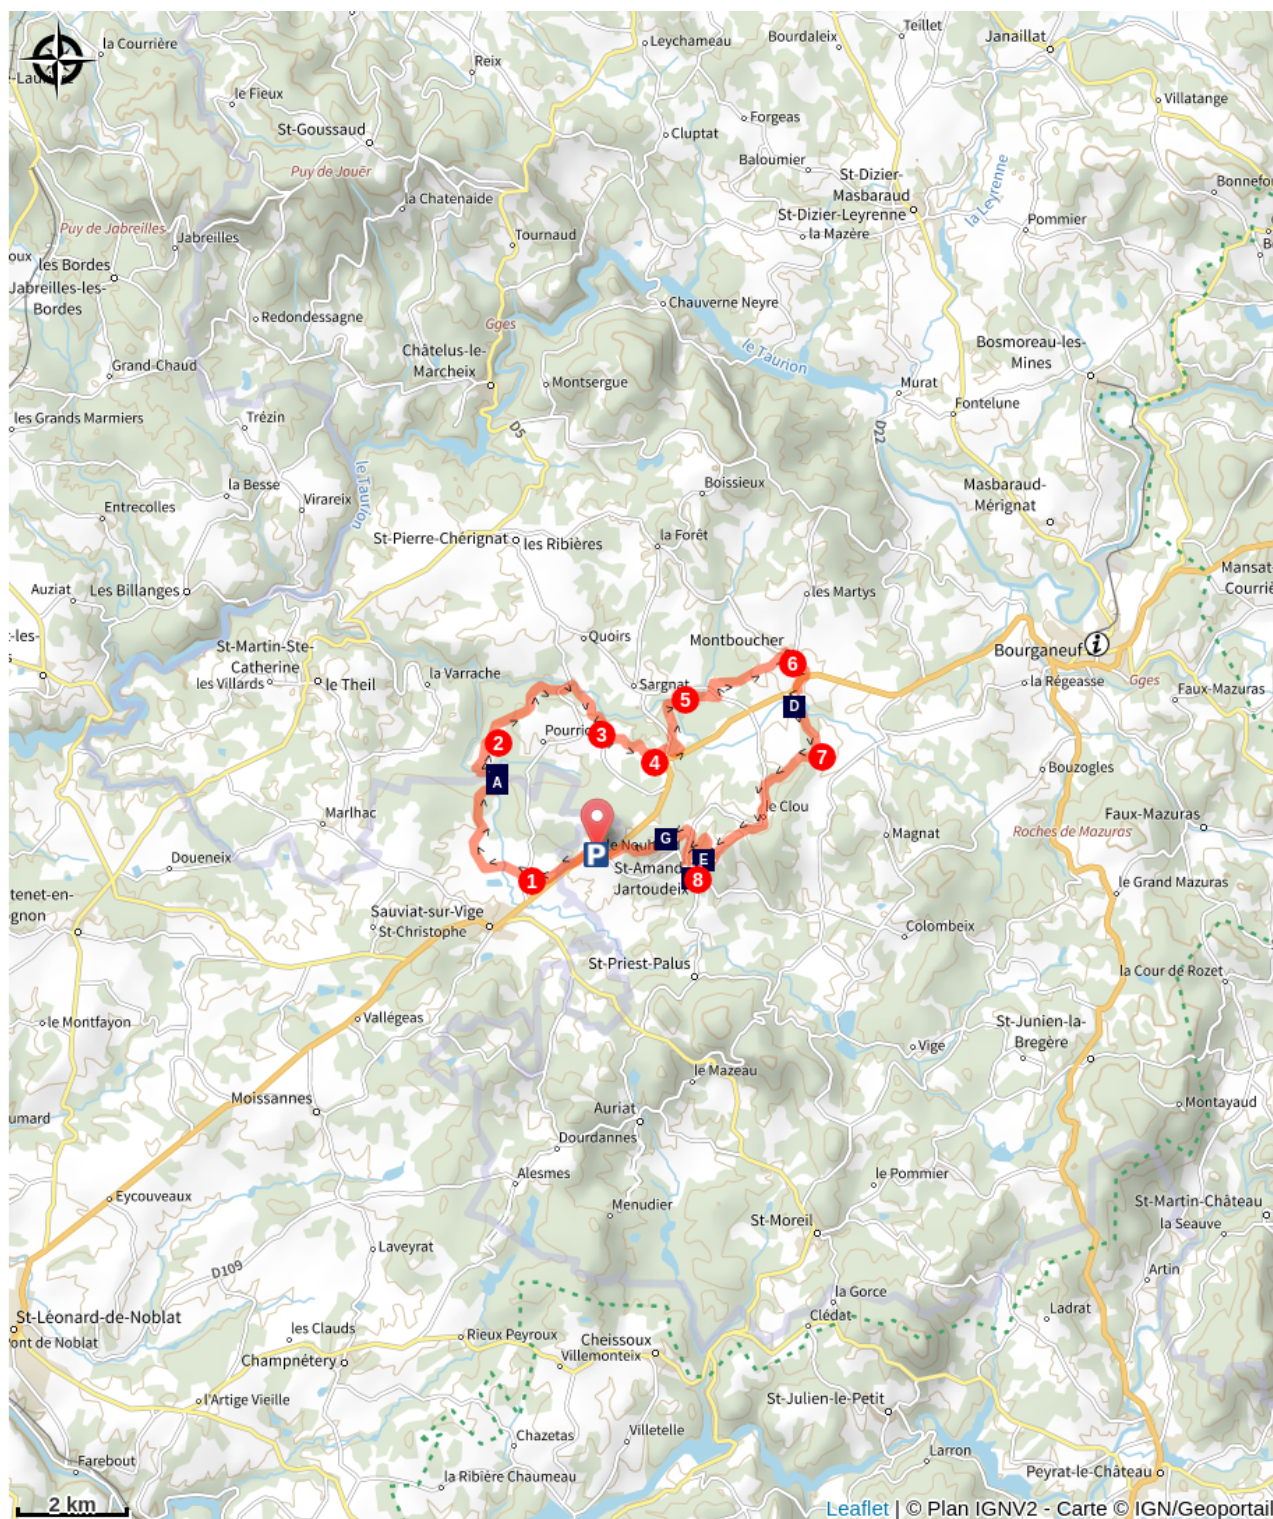 la Courrière
Leychameau
Bourdaleix
Teillet
Janaillat
Reix
le Fieux
Villatange
St-Goussaud
Forgeas
Cluptat
Puy de Jouër
Baloumier
St-Dizier-
Masbaraud
la Leyrenne
la Chatenaide
St-Dizier-Leyrenne
Pommier
Puy de Jabreilles
Jabreilles
Tournaud
la Mazère
les Bordes
Jabreilles-les-
Bordes
Redondessagne
Chauverne Neyre
Gges
le Taurion
Bosmoreau-les-
Mines
Châtelus-le-
Marcheix
Grand-Chaud
Montsergue
Murat
les Grands Marmiers
Trézin
Fontelune
D5
D22
le Taurion
la Besse
Virareix
Entrecolles
Boissieux
Masbaraud-
Mérignat
St-Pierre-Chérignat
les Ribières
la Forêt
Auziat
Les Billanges
les Martys
St-Martin-Ste-
Catherine
Quoirs
Montboucher
Bourganeuf
i
les Villards
le Theil
la Varrache
Sargnat
6
la Régeasse
Gges
Faux-Mazuras
5
D
2
3
4
7
A
Bouzogles
Marlhac
le Clou
Faux-Mazuras
Roches de Mazuras
Magnat
Doueneix
G
P
E
St-Amand
Jartoudeix
1
8
le Grand Mazuras
Sauviat-sur-Vige
St-Christophe
Colombeix
St-Priest-Palus
la Cour de Rozet
le Montfayon
Vallégeas
St-Junien-la-
Bregère
Vige
le Mazeau
Moissannes
Auriat
Montayaud
Dourdannes
Alesmes
le Pommier
Eycouveaux
Menudier
St-Martin-Château
St-Moreil
la Seauve
Laveyrat
D109
Artin
la Gorce
Clédat
Ladrat
St-Léonard-de-Noblat
les Clauds
Rieux Peyroux
Cheissoux
Villemonteix
Champnétery
l'Artige Vieille
St-Julien-le-Petit
Chazetas
Villetelle
Larron
Farebout
la Ribière Chaumeau
Peyrat-le-Château
2 km
Leaflet | © Plan IGNV2 - Carte © IGN/Geoportail